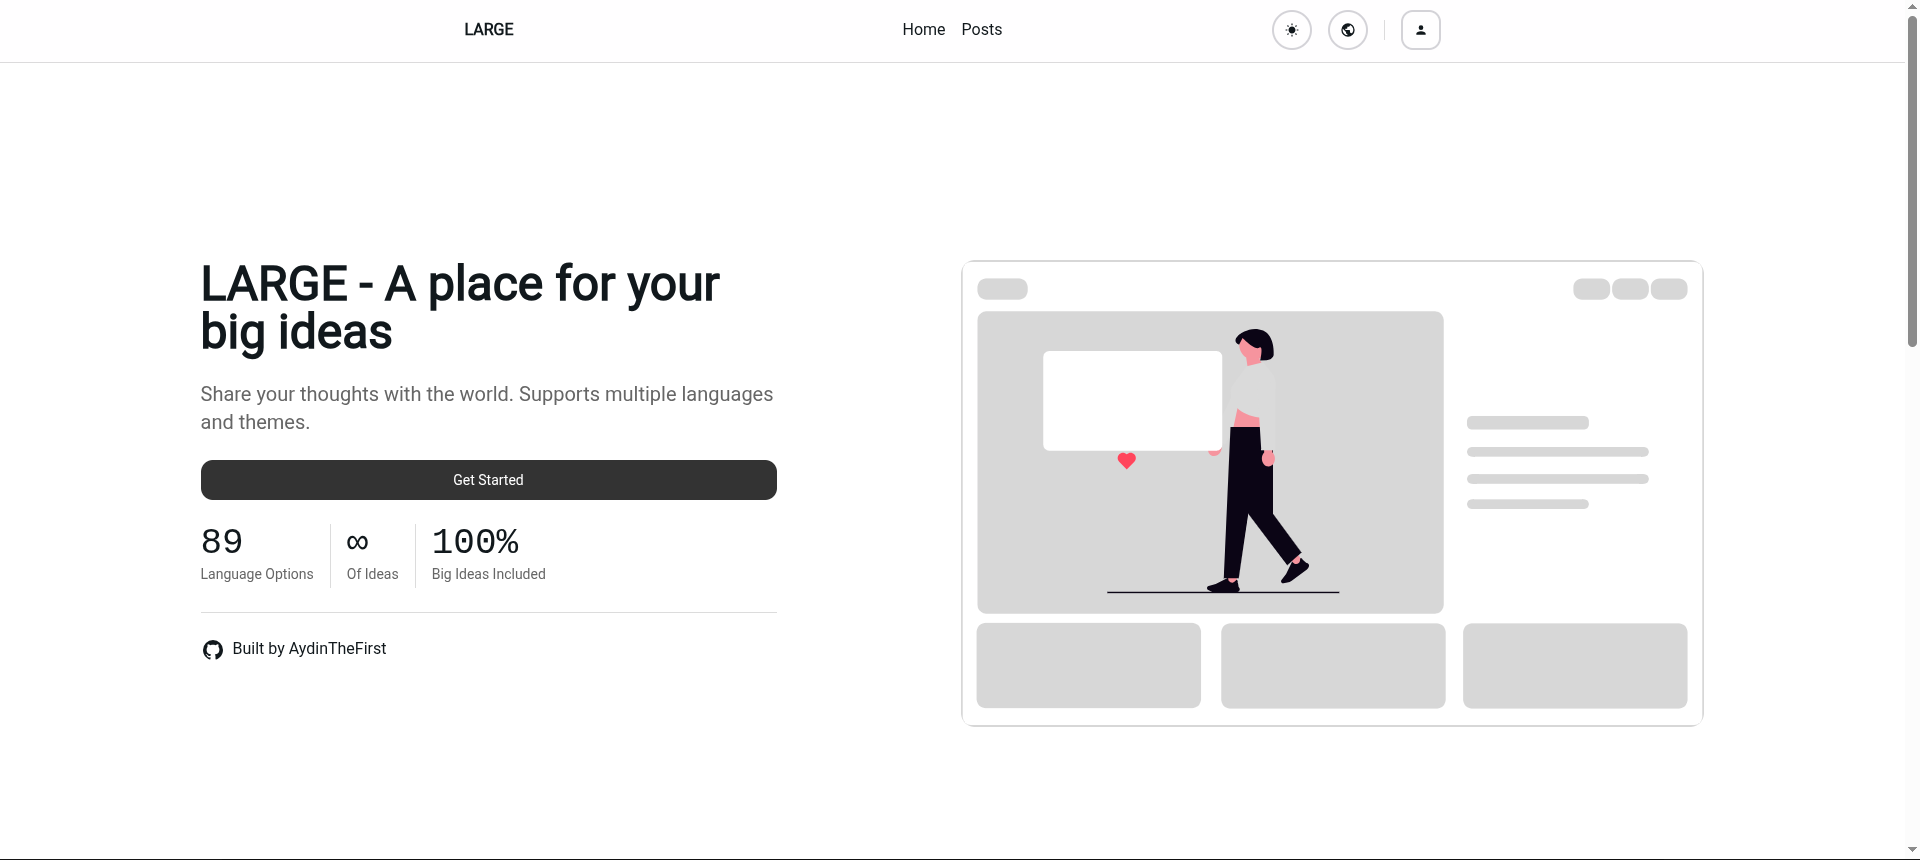 LARGE
Home Posts
LARGE - A place for your
big ideas
Share your thoughts with the world. Supports multiple languages
and themes.
Get Started
89 ∞ 100%
Language Options Of Ideas Big Ideas Included
Built by AydinTheFirst